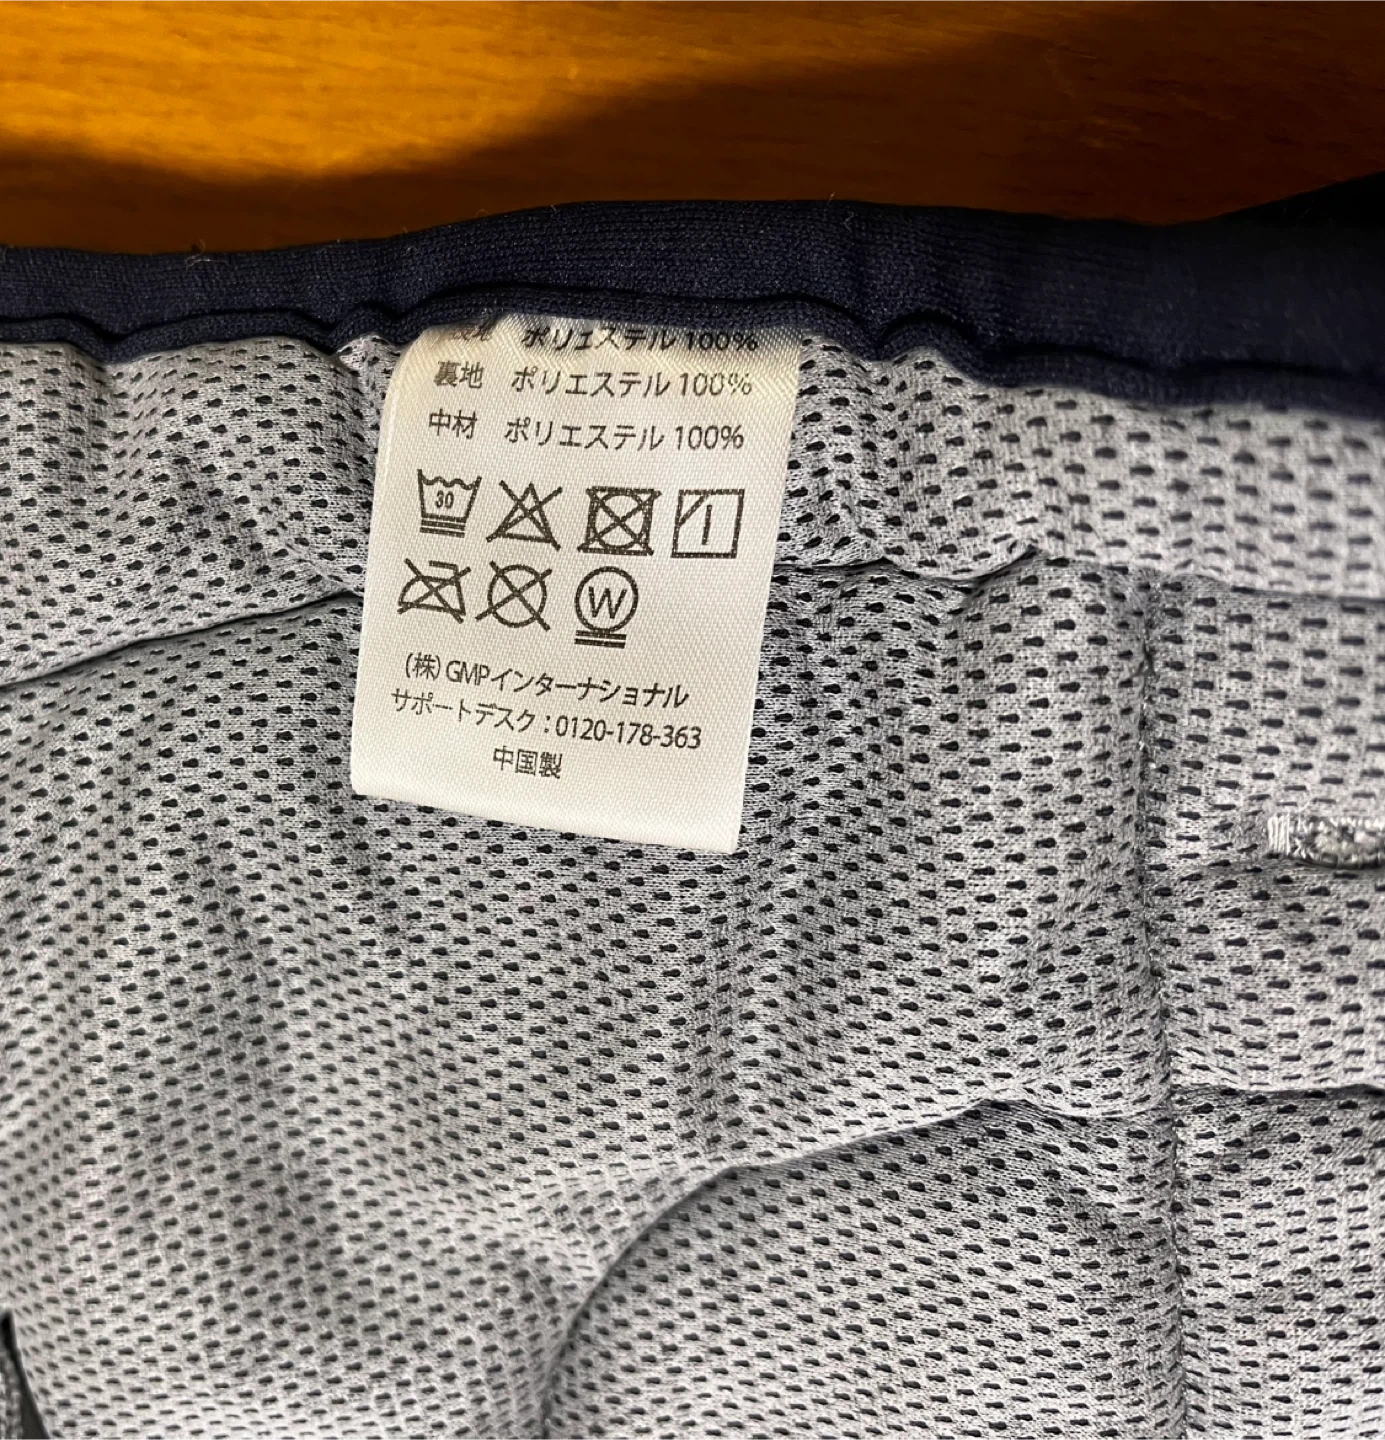 ポリエステル 100%
裏地 ポリエステル 100%
中材 ポリエステル 100%
30
W
(株)GMPインターナショナル
サポートデスク：0120-178-363
中国製